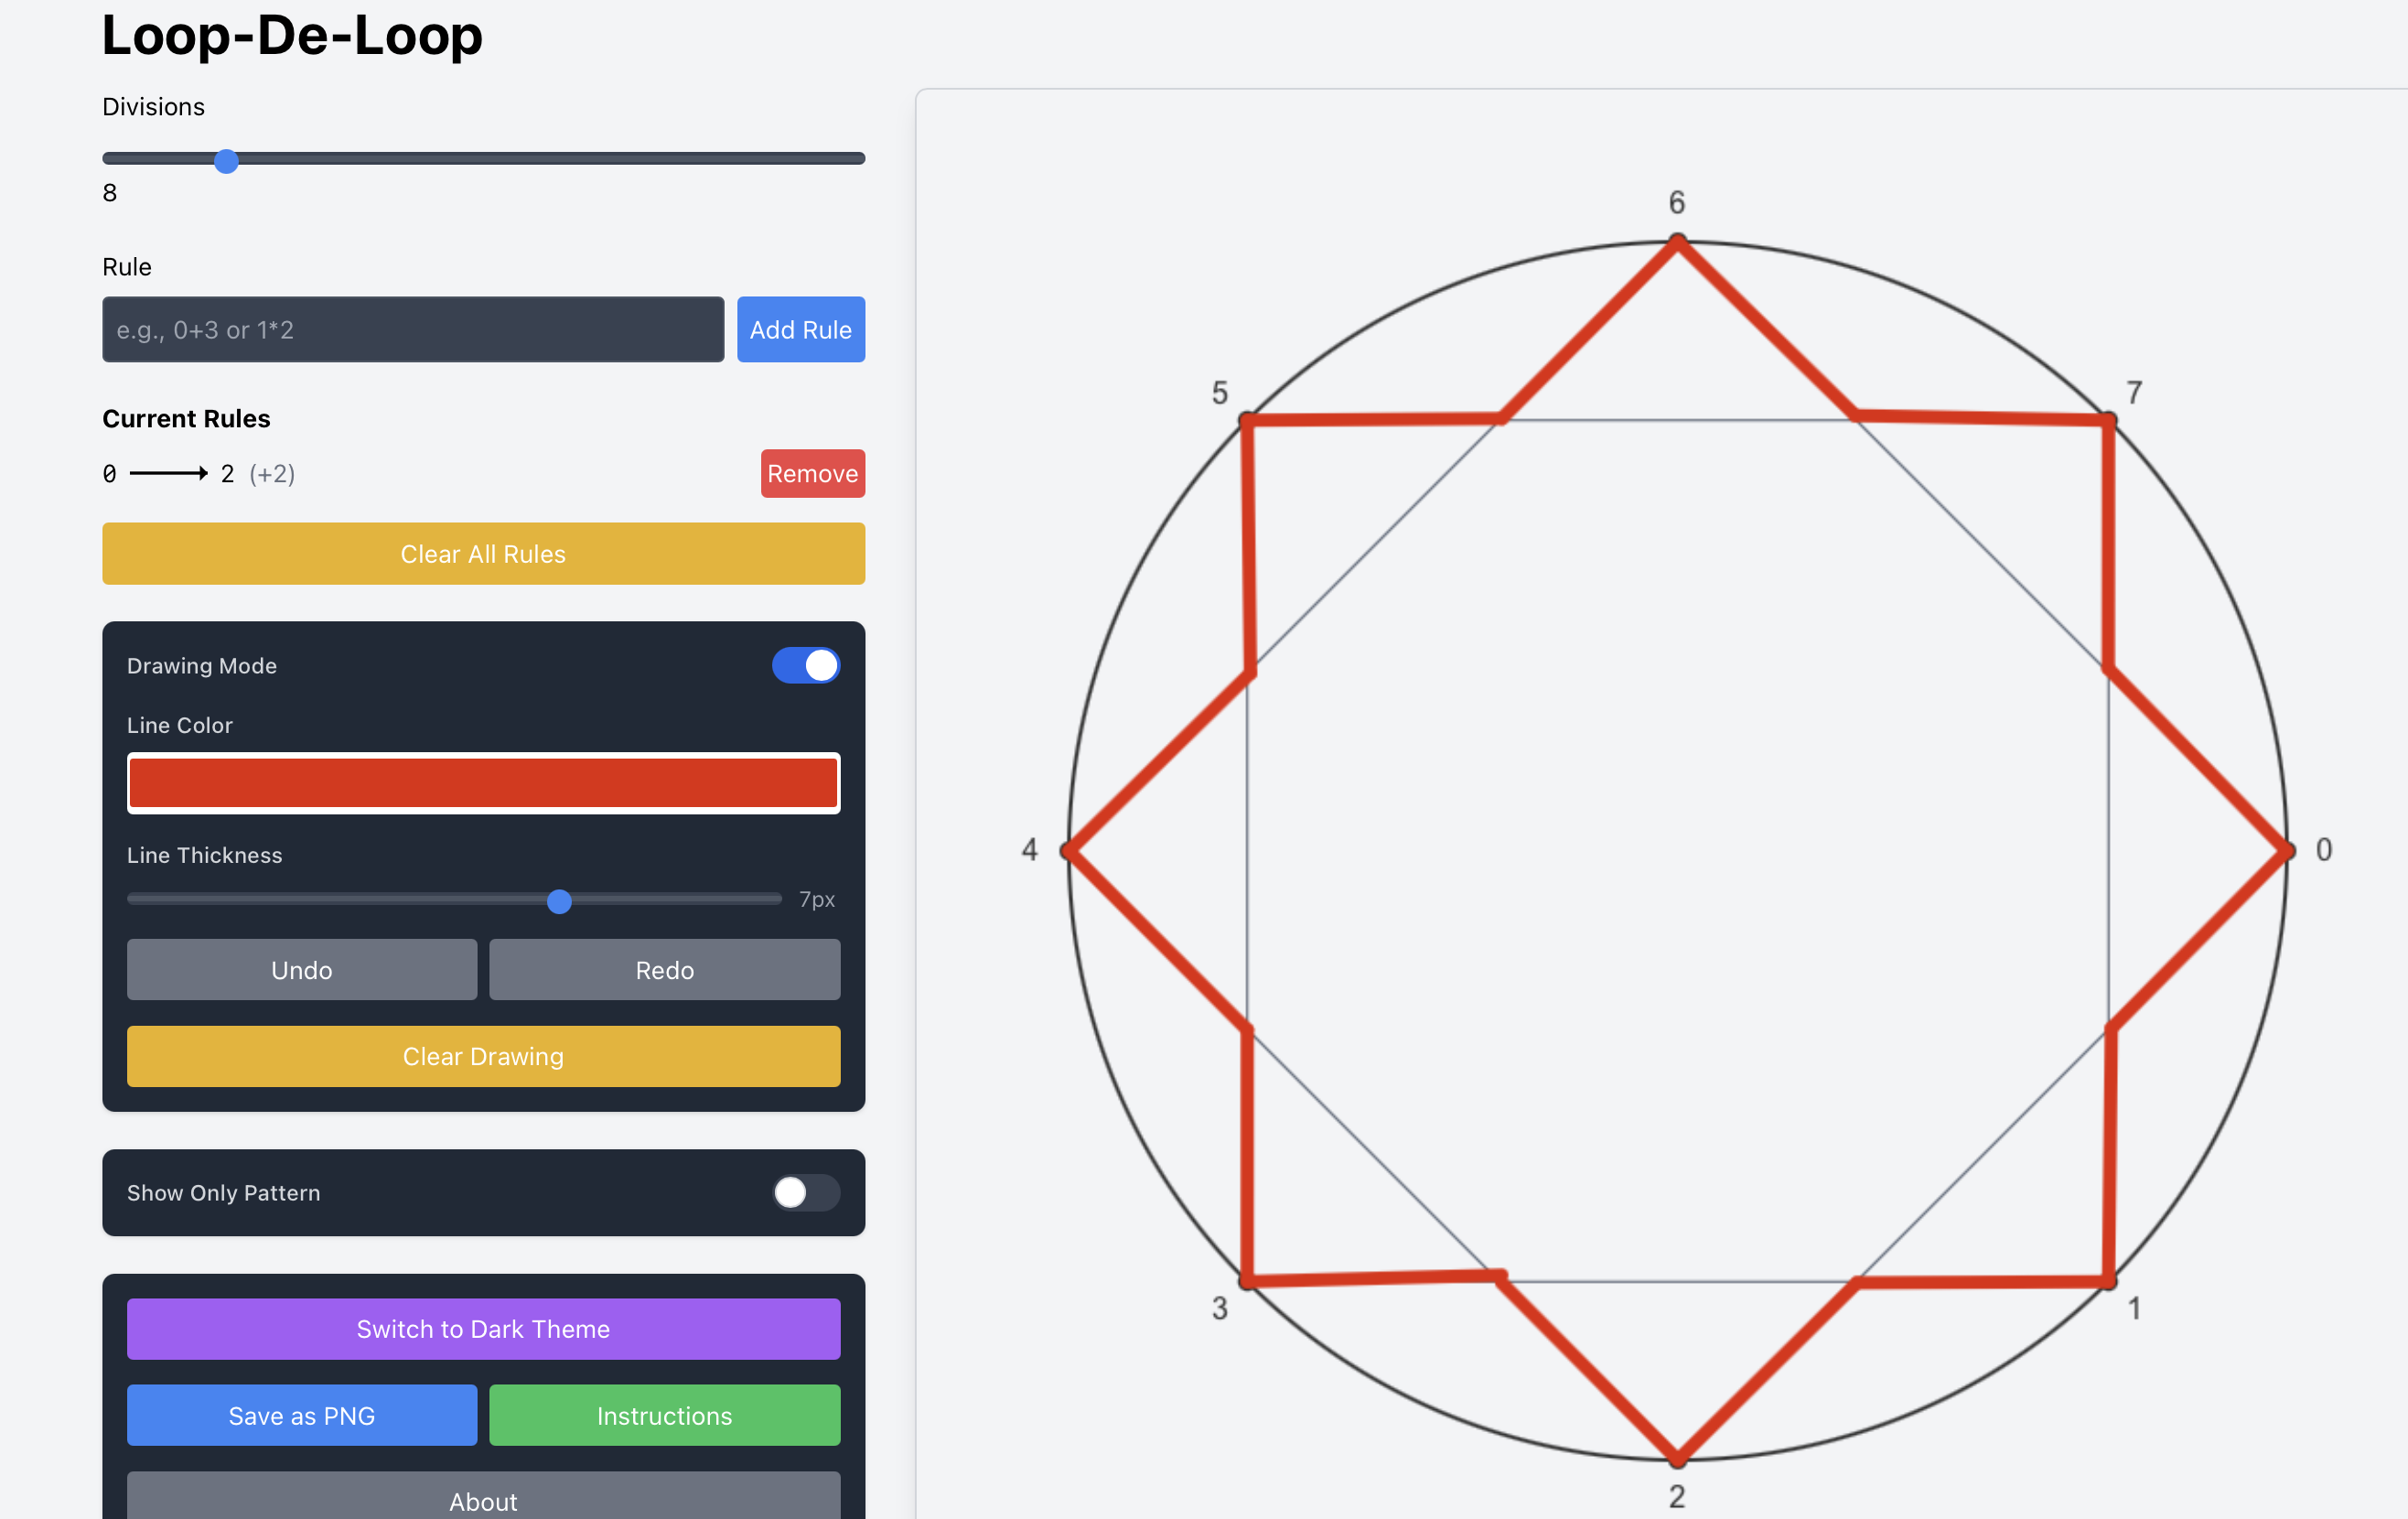 Loop-De-Loop
Divisions
8
Rule
e.g., 0+3 or 1*2
Add Rule
Current Rules
0 → 2 (+2)
Remove
Clear All Rules
Drawing Mode
Line Color
Line Thickness
7px
Undo
Redo
Clear Drawing
Show Only Pattern
Switch to Dark Theme
Save as PNG
Instructions
About
6
5
7
4
0
3
1
2